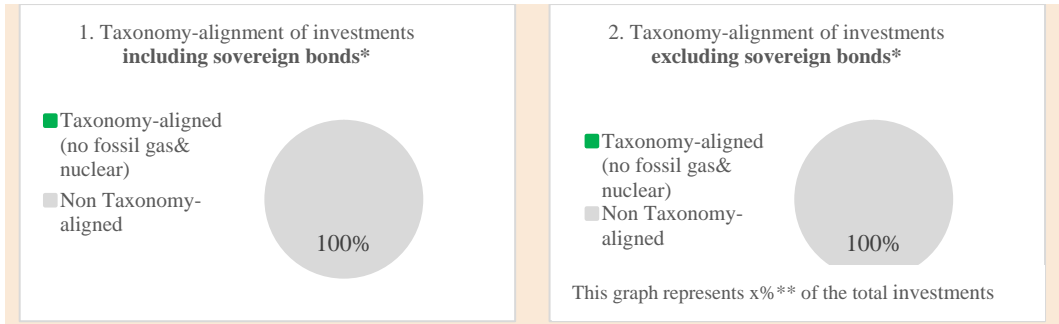 1. Taxonomy-alignment of investments
including sovereign bonds*
Taxonomy-aligned
(no fossil gas&
nuclear)
Non Taxonomy-
aligned
100%
2. Taxonomy-alignment of investments
excluding sovereign bonds*
Taxonomy-aligned
(no fossil gas&
nuclear)
Non Taxonomy-
aligned
100%
This graph represents x%** of the total investments